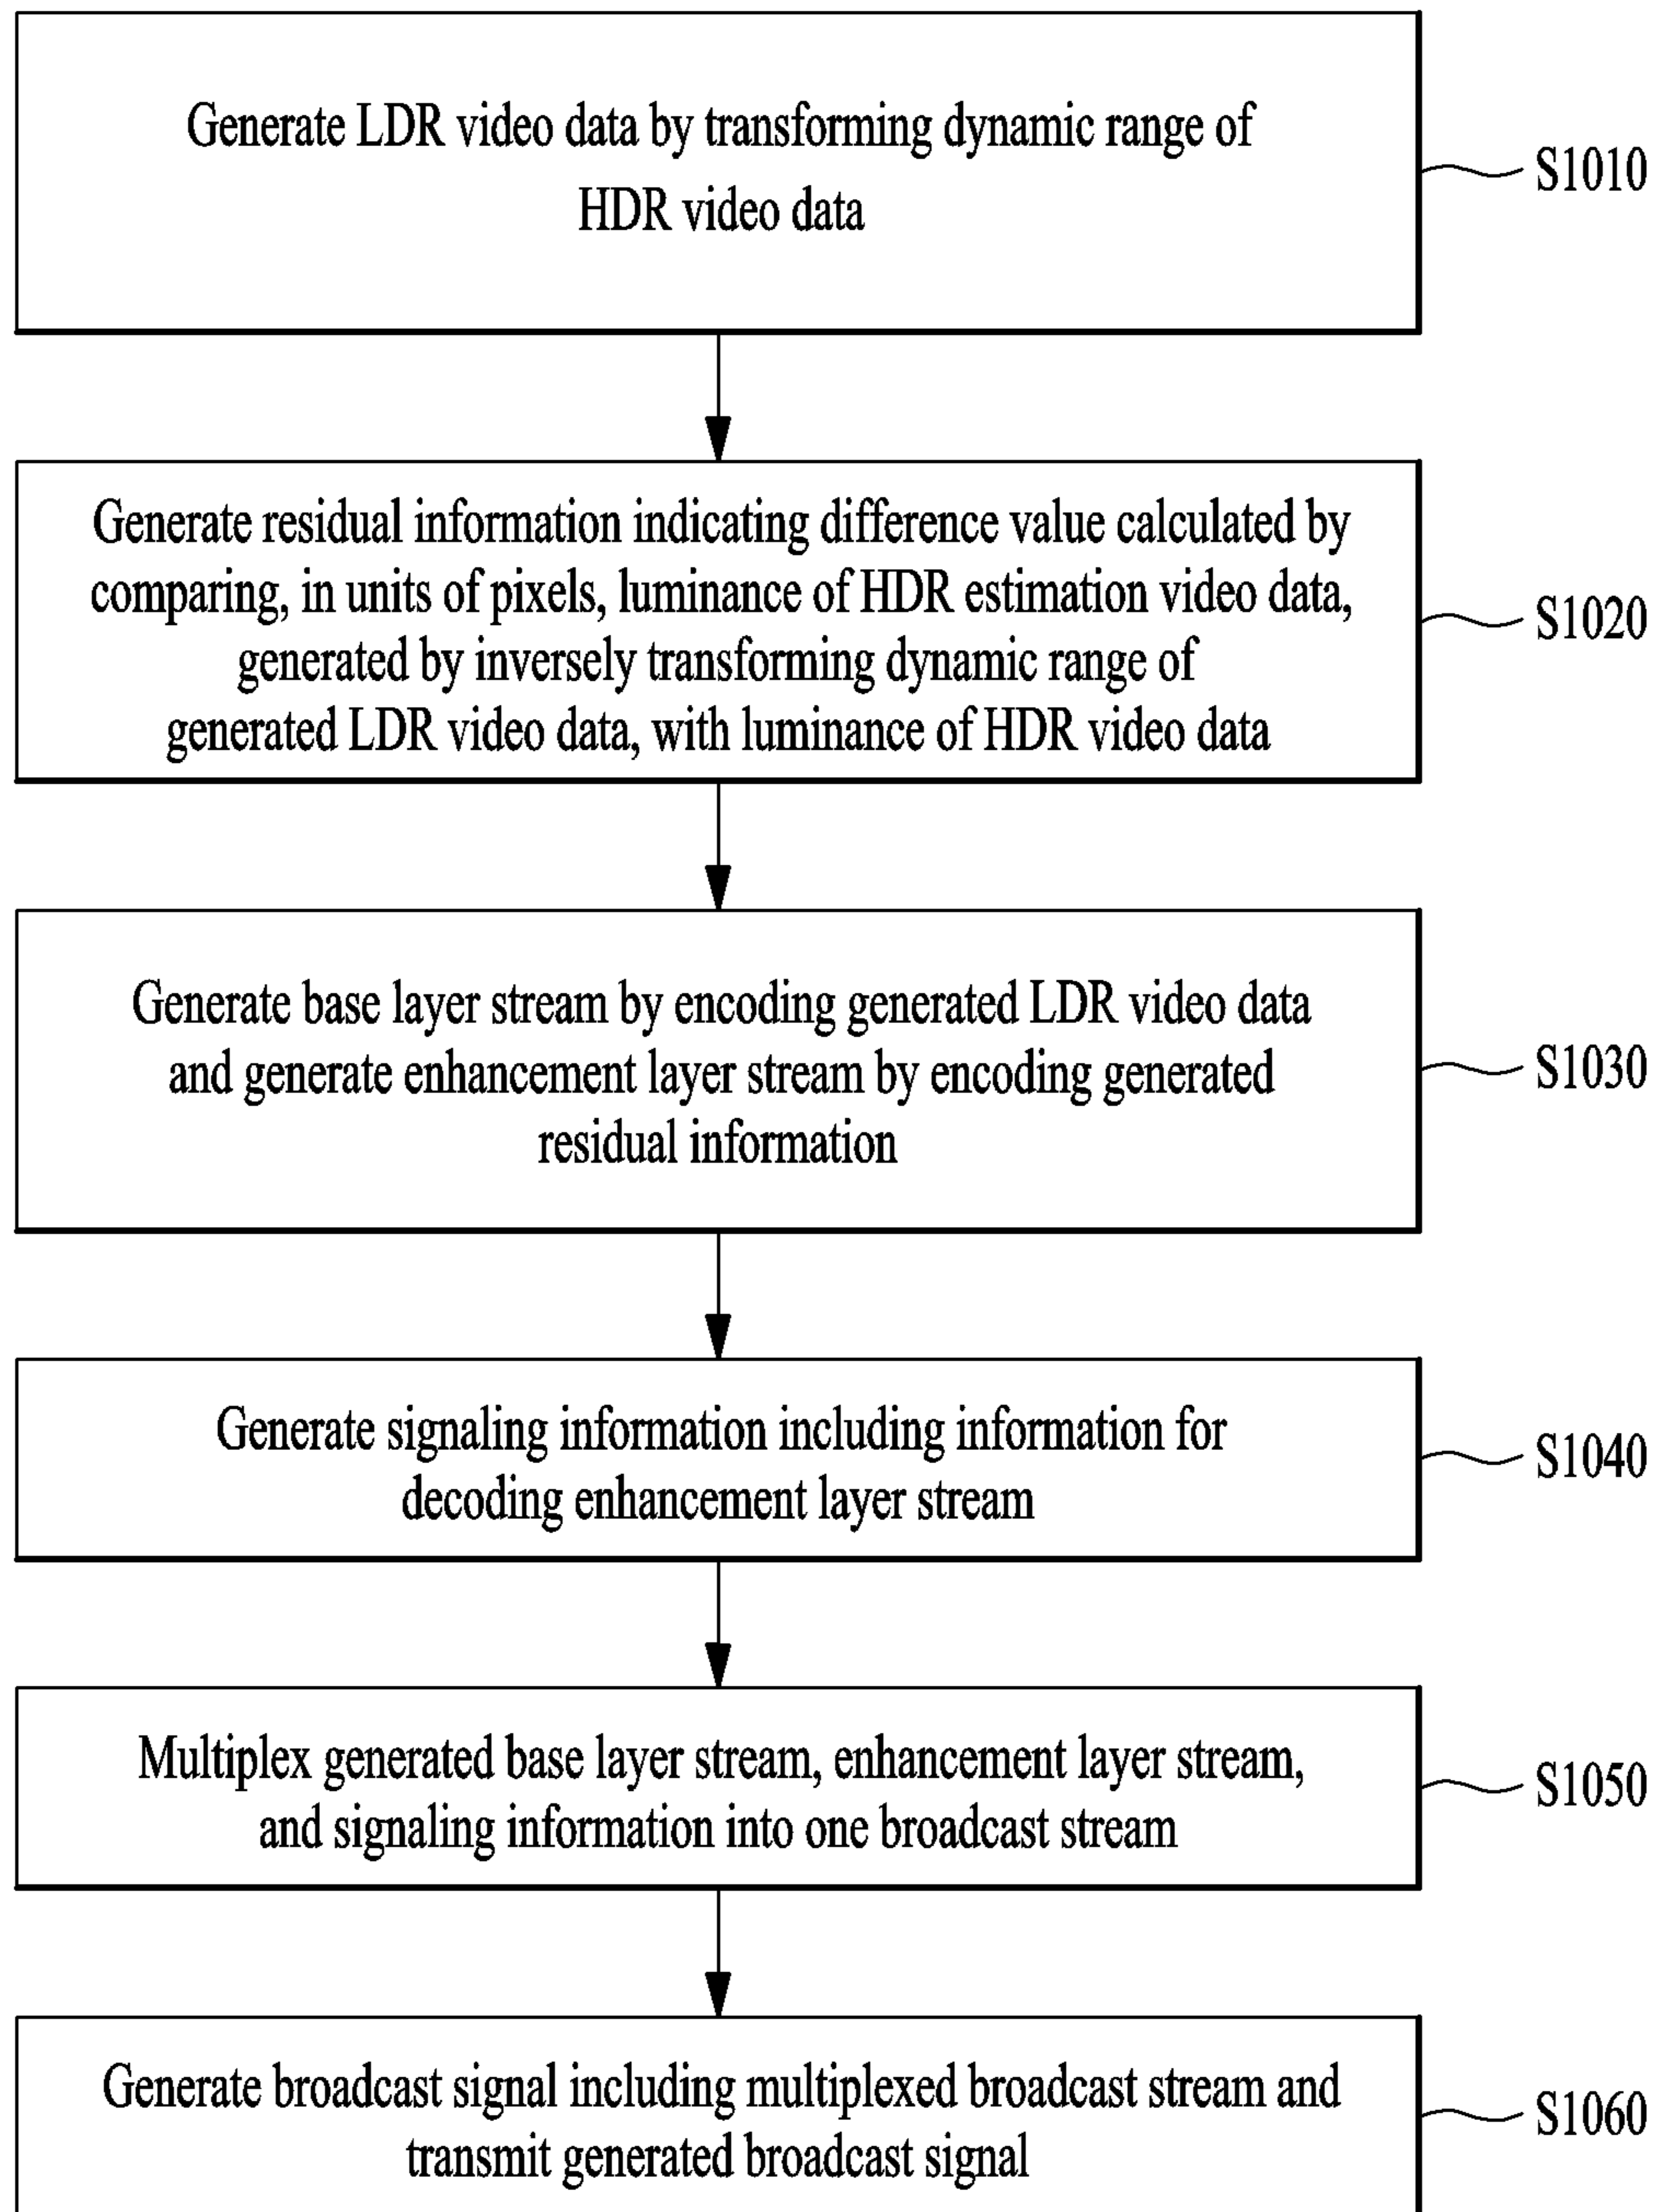 Generate LDR video data by transforming dynamic range of
HDR video data
S1010
Generate residual information indicating difference value calculated by
comparing, in units of pixels, luminance of HDR estimation video data,
generated by inversely transforming dynamic range of
generated LDR video data, with luminance of HDR video data
S1020
Generate base layer stream by encoding generated LDR video data
and generate enhancement layer stream by encoding generated
residual information
S1030
Generate signaling information including information for
decoding enhancement layer stream
S1040
Multiplex generated base layer stream, enhancement layer stream,
and signaling information into one broadcast stream
S1050
Generate broadcast signal including multiplexed broadcast stream and
transmit generated broadcast signal
S1060